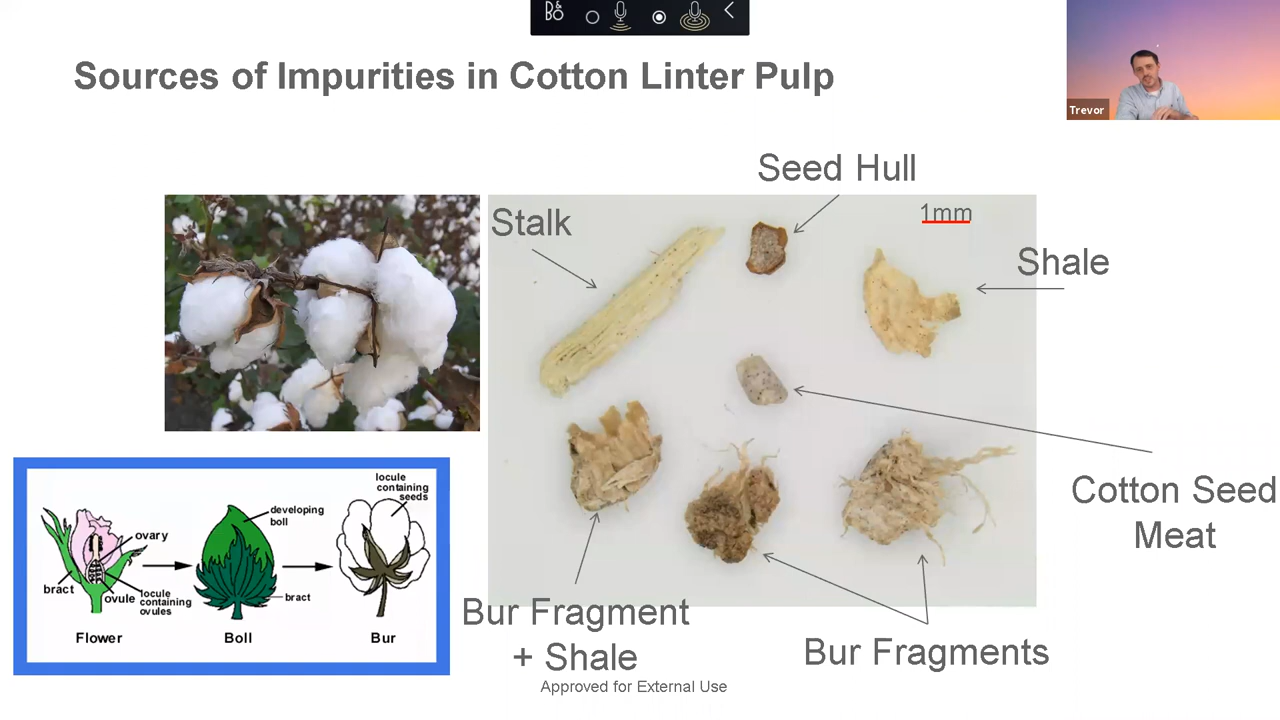 B&O
Sources of Impurities in Cotton Linter Pulp
Trevor
Seed Hull
Stalk
1mm
Shale
Cotton Seed
Meat
Bur Fragment
+ Shale
Bur Fragments
locule
containing
seeds
developing
boll
ovary
bract
ovule
locule
containing
ovules
bract
Flower
Boll
Bur
Approved for External Use